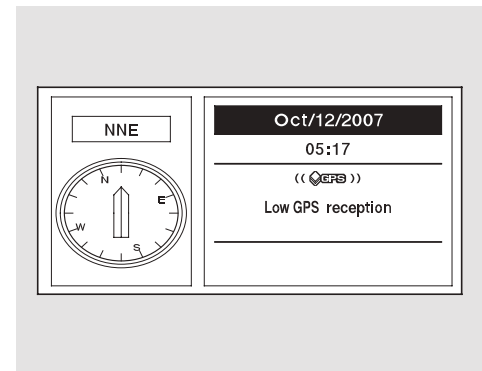 NNE
N
E
W
S
Oct/12/2007
05:17
((GPS))
Low GPS reception